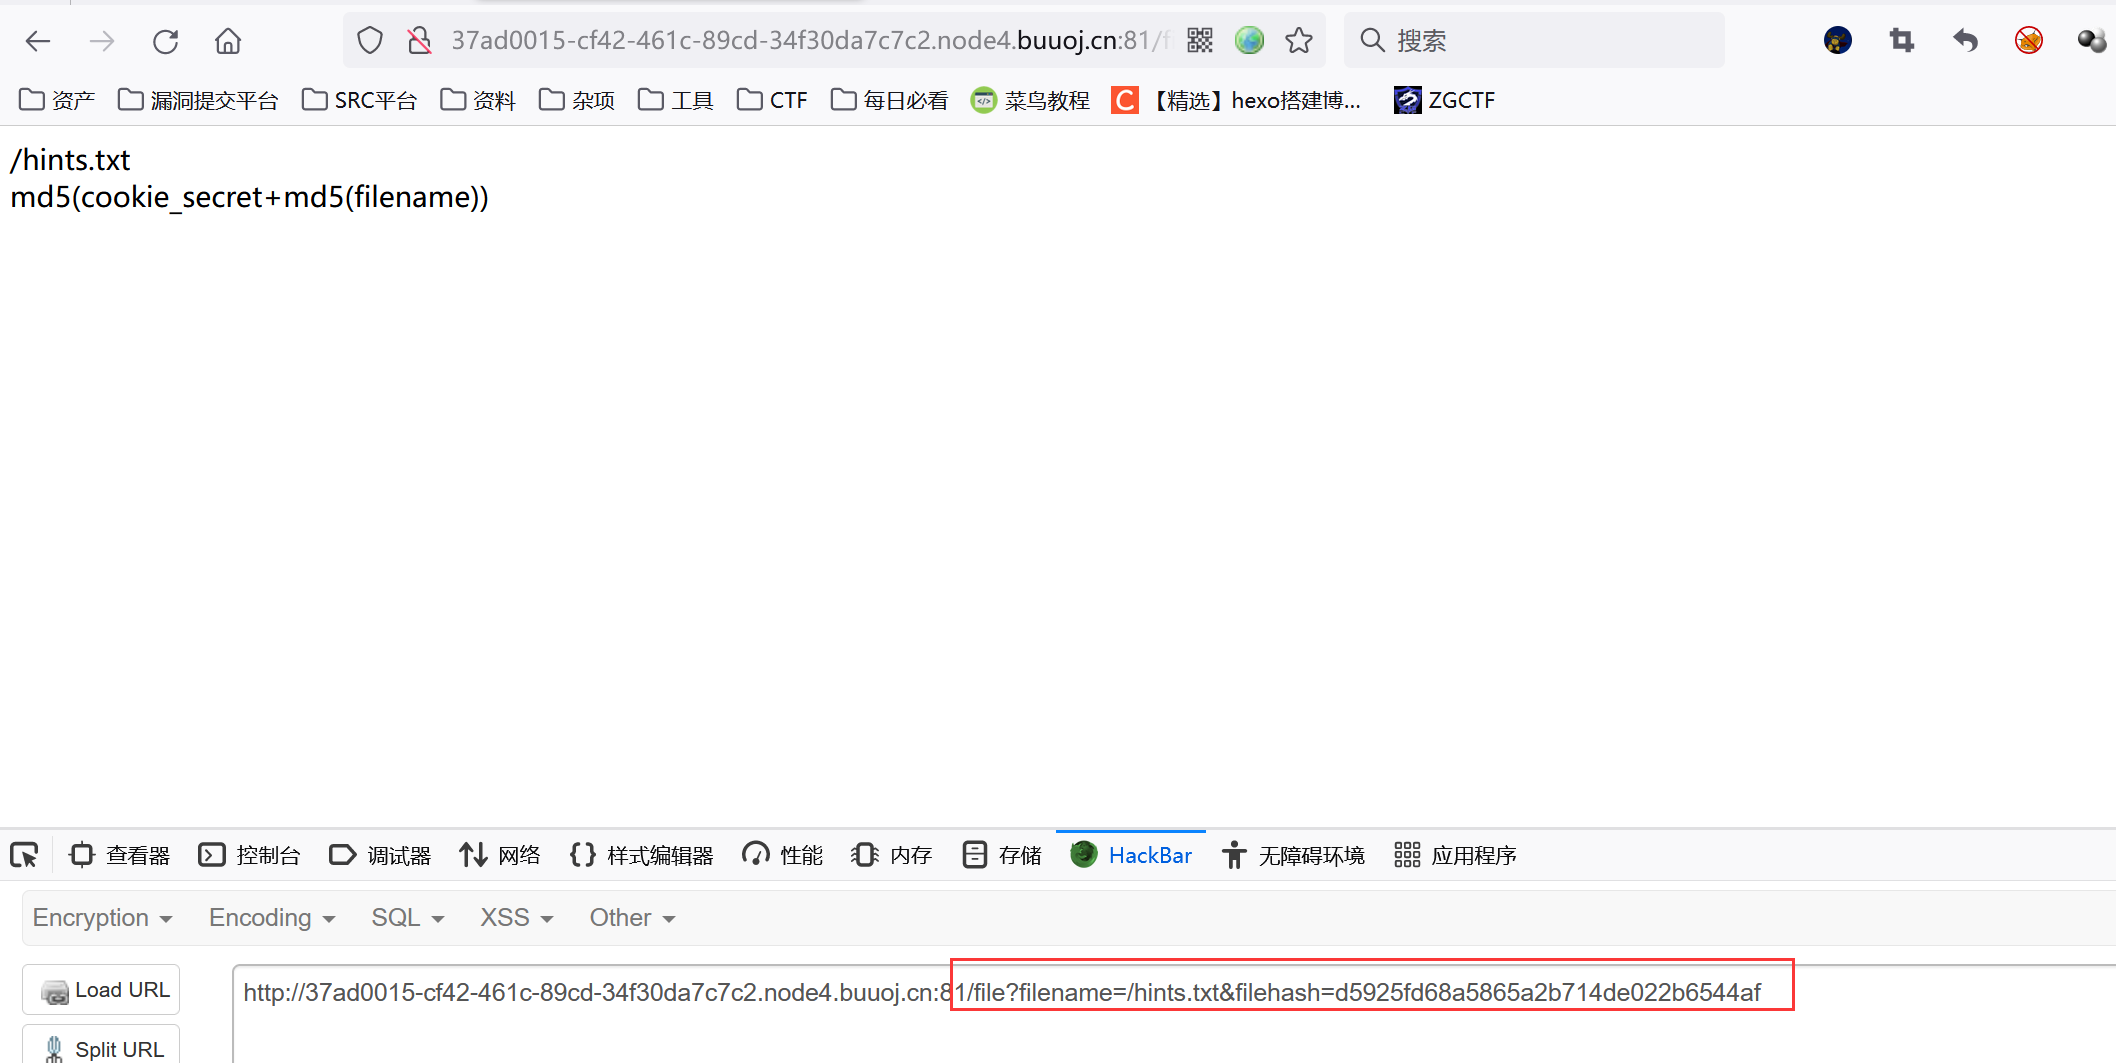 37ad0015-cf42-461c-89cd-34f30da7c7c2.node4.buuoj.cn:81/f
搜索
资产 漏洞提交平台 SRC平台 资料 杂项 工具 CTF 每日必看 菜鸟教程 【精选】hexo搭建博... ZGCTF
/hints.txt
md5(cookie_secret+md5(filename))
查看器 控制台 调试器 网络 样式编辑器 性能 内存 存储 HackBar 无障碍环境 应用程序
Encryption Encoding SQL XSS Other
Load URL
http://37ad0015-cf42-461c-89cd-34f30da7c7c2.node4.buuoj.cn:81/file?filename=/hints.txt&filehash=d5925fd68a5865a2b714de022b6544af
Split URL